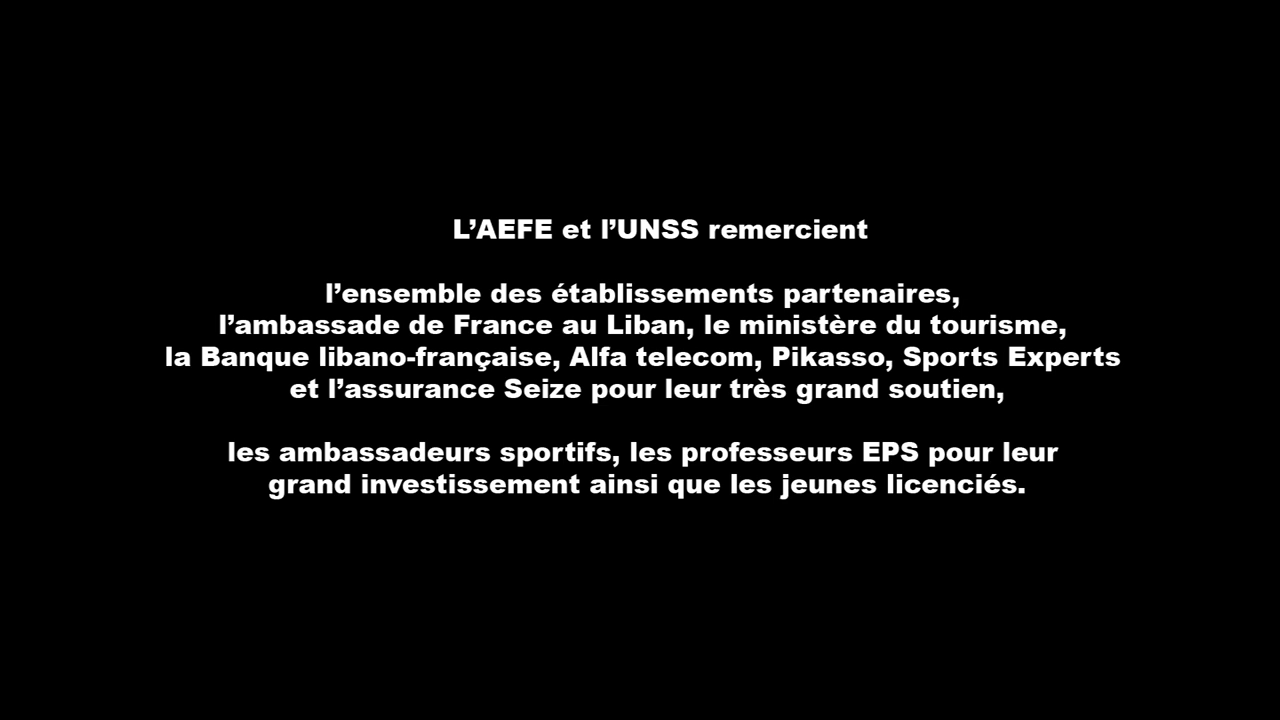 L’AEFE et l’UNSS remercient
l’ensemble des établissements partenaires,
l’ambassade de France au Liban, le ministère du tourisme,
la Banque libano-française, Alfa telecom, Pikasso, Sports Experts
et l’assurance Seize pour leur très grand soutien,
les ambassadeurs sportifs, les professeurs EPS pour leur
grand investissement ainsi que les jeunes licenciés.